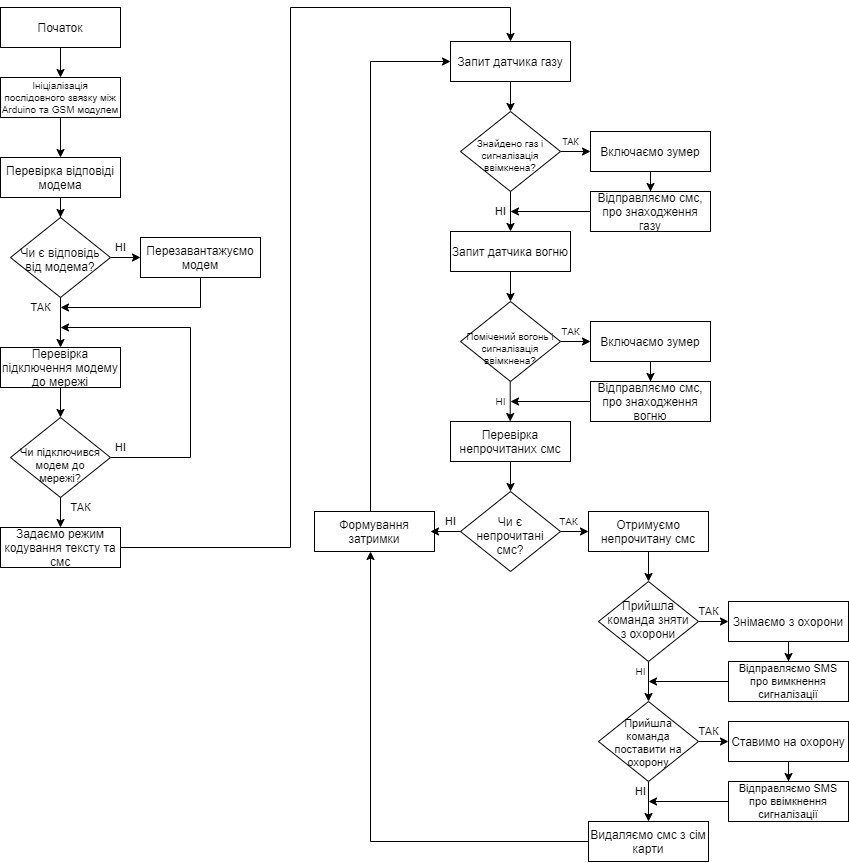 Початок
Ініціалізація
послідовного звязку між
Arduino та GSM модулем
Перевірка відповіді
модема
Чи є відповідь
від модема?
НІ
Перезавантажуємо
модем
ТАК
Перевірка
підключення модему
до мережі
Чи підключився
модем до
мережі?
НІ
ТАК
Задаємо режим
кодування тексту та
смс
Запит датчика газу
Знайдено газ і
сигналізація
ввімкнена?
ТАК
Включаємо зумер
Відправляємо смс,
про знаходження
газу
НІ
Запит датчика вогню
Помічений вогонь і
сигналізація
ввімкнена?
ТАК
Включаємо зумер
Відправляємо смс,
про знаходження
вогню
НІ
Перевірка
непрочитаних смс
Чи є
непрочитані
смс?
НІ
Формування
затримки
ТАК
Отримуємо
непрочитану смс
Прийшла
команда зняти
з охорони
ТАК
Знімаємо з охорони
Відправляємо SMS
про вимкнення
сигналізації
НІ
Прийшла
команда
поставити на
охорону
ТАК
Ставимо на охорону
Відправляємо SMS
про ввімкнення
сигналізації
НІ
Видаляємо смс з сім
карти